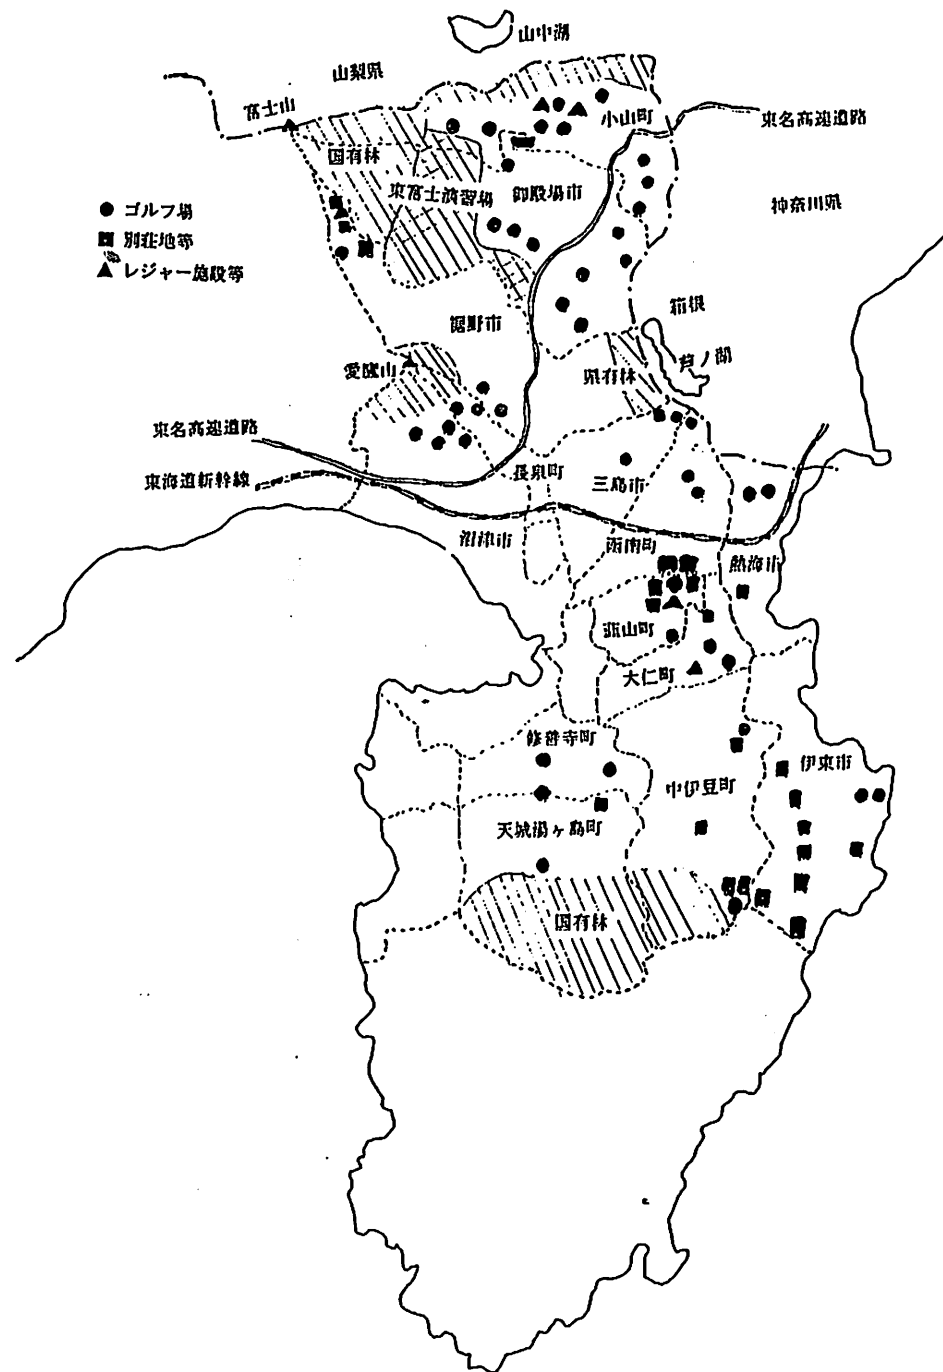 山中湖
山梨県
富士山
小山町
東名高速道路
国有林
東富士演習場
御殿場市
神奈川県
ゴルフ場
別荘地等
レジャー施設等
箱根
裾野市
芦ノ湖
愛鷹山
県有林
東名高速道路
長泉町
東海道新幹線
三島市
沼津市
函南町
熱海市
韮山町
大仁町
修善寺町
伊東市
中伊豆町
天城湯ヶ島町
国有林